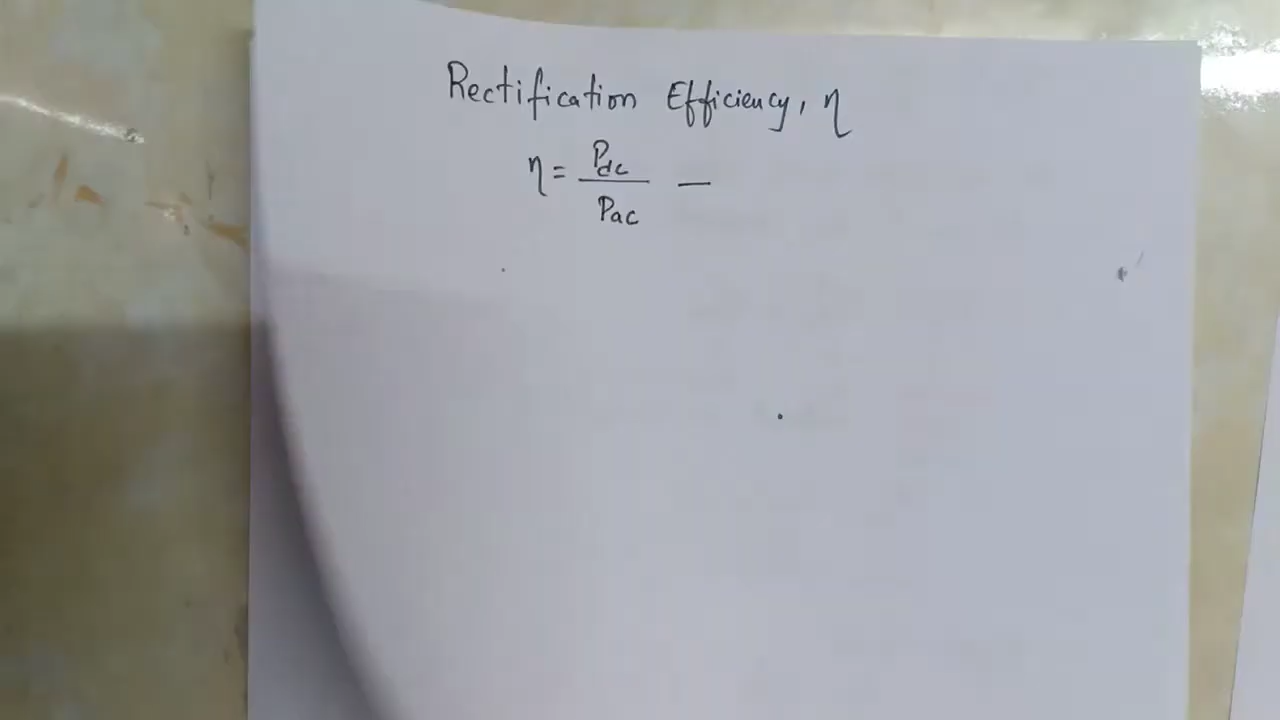 Rectification Efficiency, η
η = Pdc / Pac —